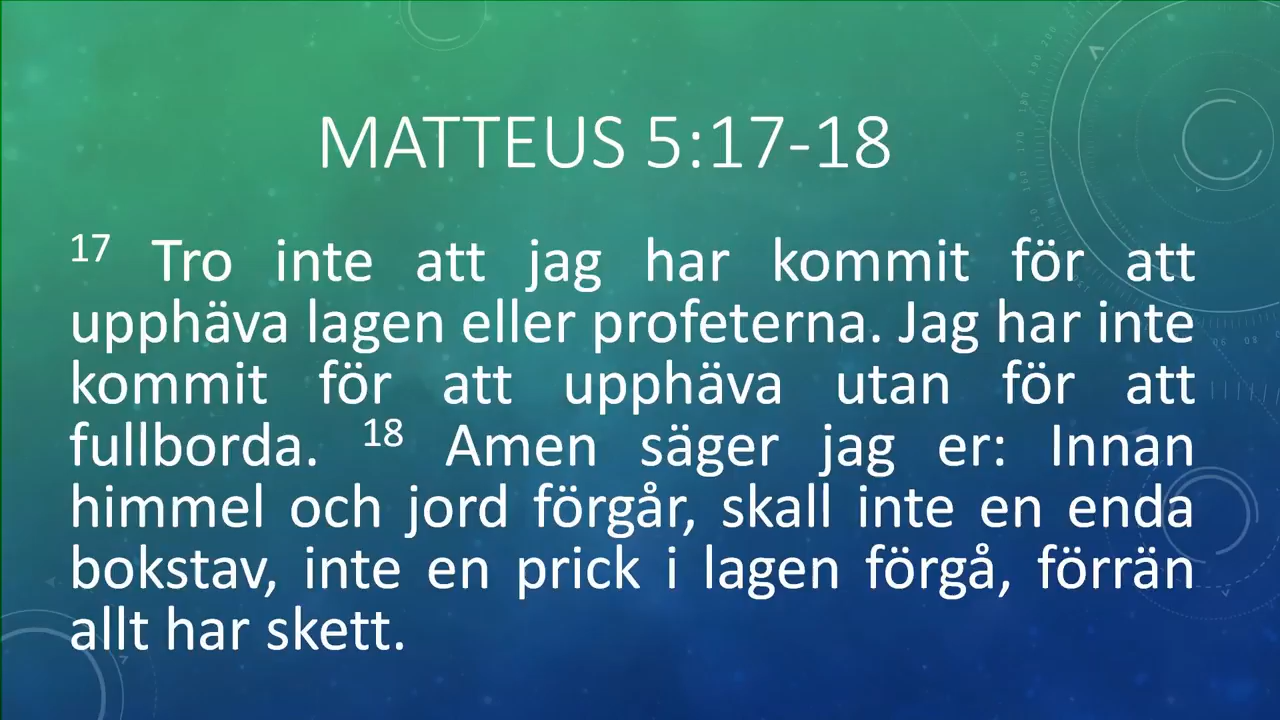 MATTEUS 5:17-18
17 Tro inte att jag har kommit för att
upphäva lagen eller profeterna. Jag har inte
kommit för att upphäva utan för att
fullborda. 18 Amen säger jag er: Innan
himmel och jord förgår, skall inte en enda
bokstav, inte en prick i lagen förgå, förrän
allt har skett.